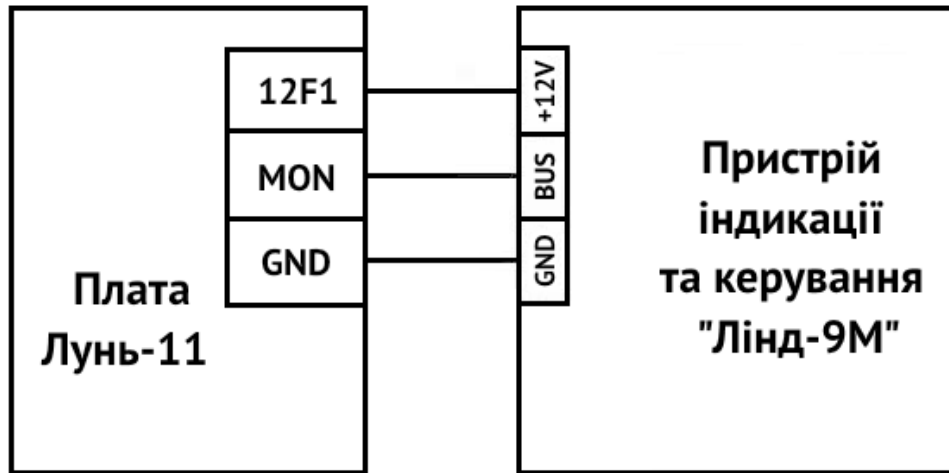 12F1
MON
GND
Плата
Лунь-11
+12V
BUS
GND
Пристрій
індикації
та керування
"Лінд-9М"